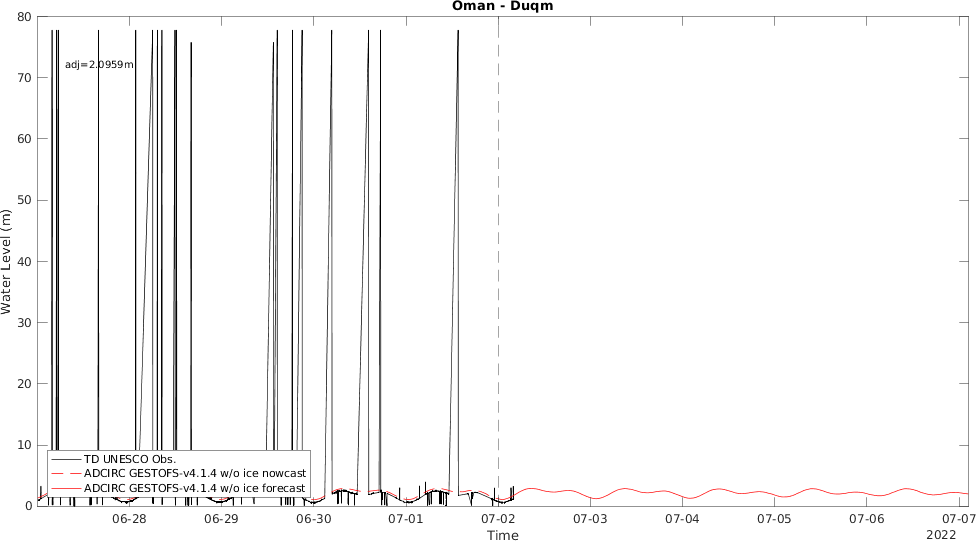 Oman - Duqm
80
70
60
50
40
30
20
10
0
Water Level (m)
adj=2.0959m
TD UNESCO Obs.
ADCIRC GESTOFS-v4.1.4 w/o ice nowcast
ADCIRC GESTOFS-v4.1.4 w/o ice forecast
06-28 06-29 06-30 07-01 07-02 07-03 07-04 07-05 07-06 07-07
Time
2022